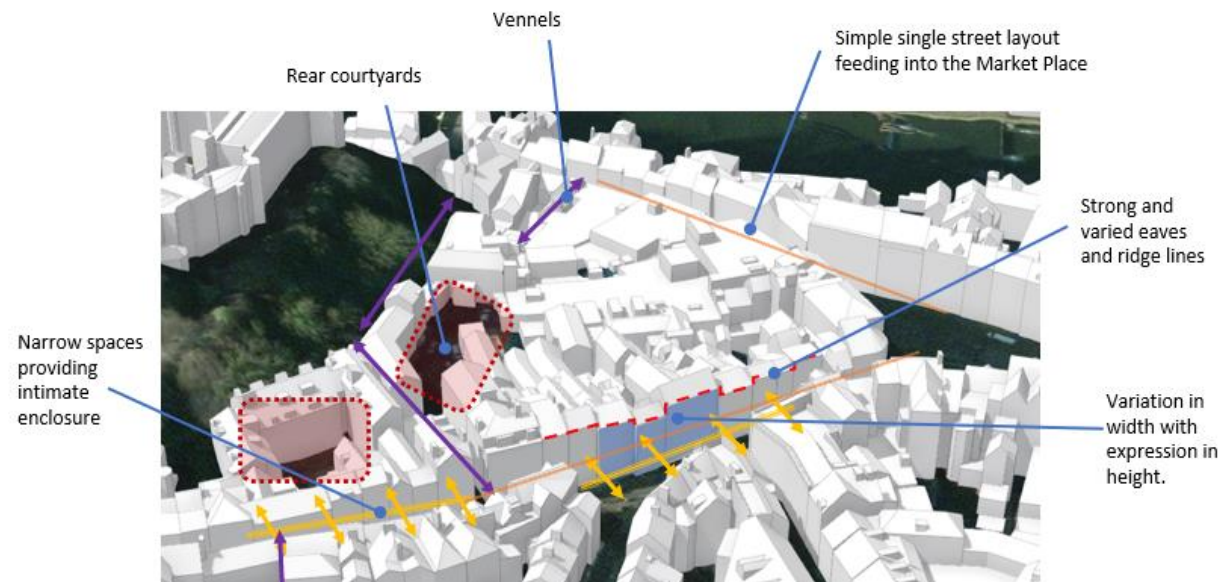 Vennels
Simple single street layout
feeding into the Market Place
Rear courtyards
Strong and
varied eaves
and ridge lines
Narrow spaces
providing
intimate
enclosure
Variation in
width with
expression in
height.